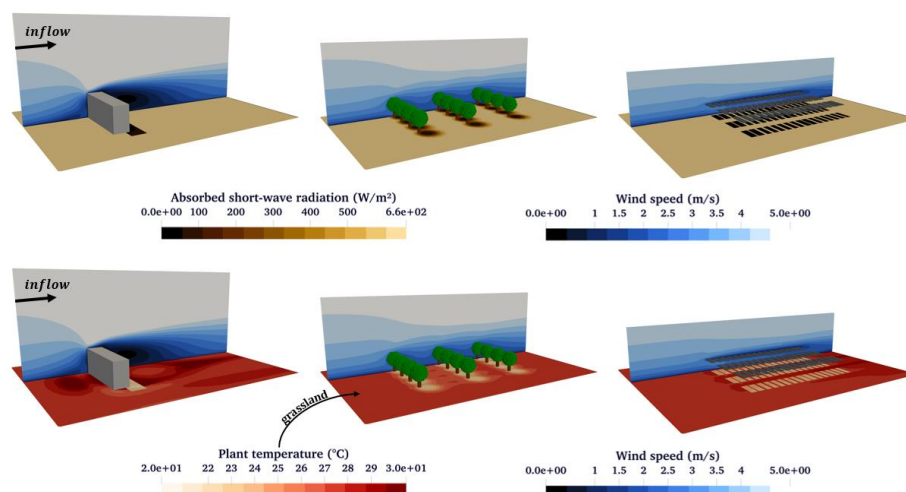 inflow
Absorbed short-wave radiation (W/m²)
0.0e+00 100 200 300 400 500 6.6e+02
Wind speed (m/s)
0.0e+00 1 1.5 2 2.5 3 3.5 4 5.0e+00
inflow
grassland
Plant temperature (°C)
2.0e+01 22 23 24 25 26 27 28 29 3.0e+01
Wind speed (m/s)
0.0e+00 1 1.5 2 2.5 3 3.5 4 5.0e+00